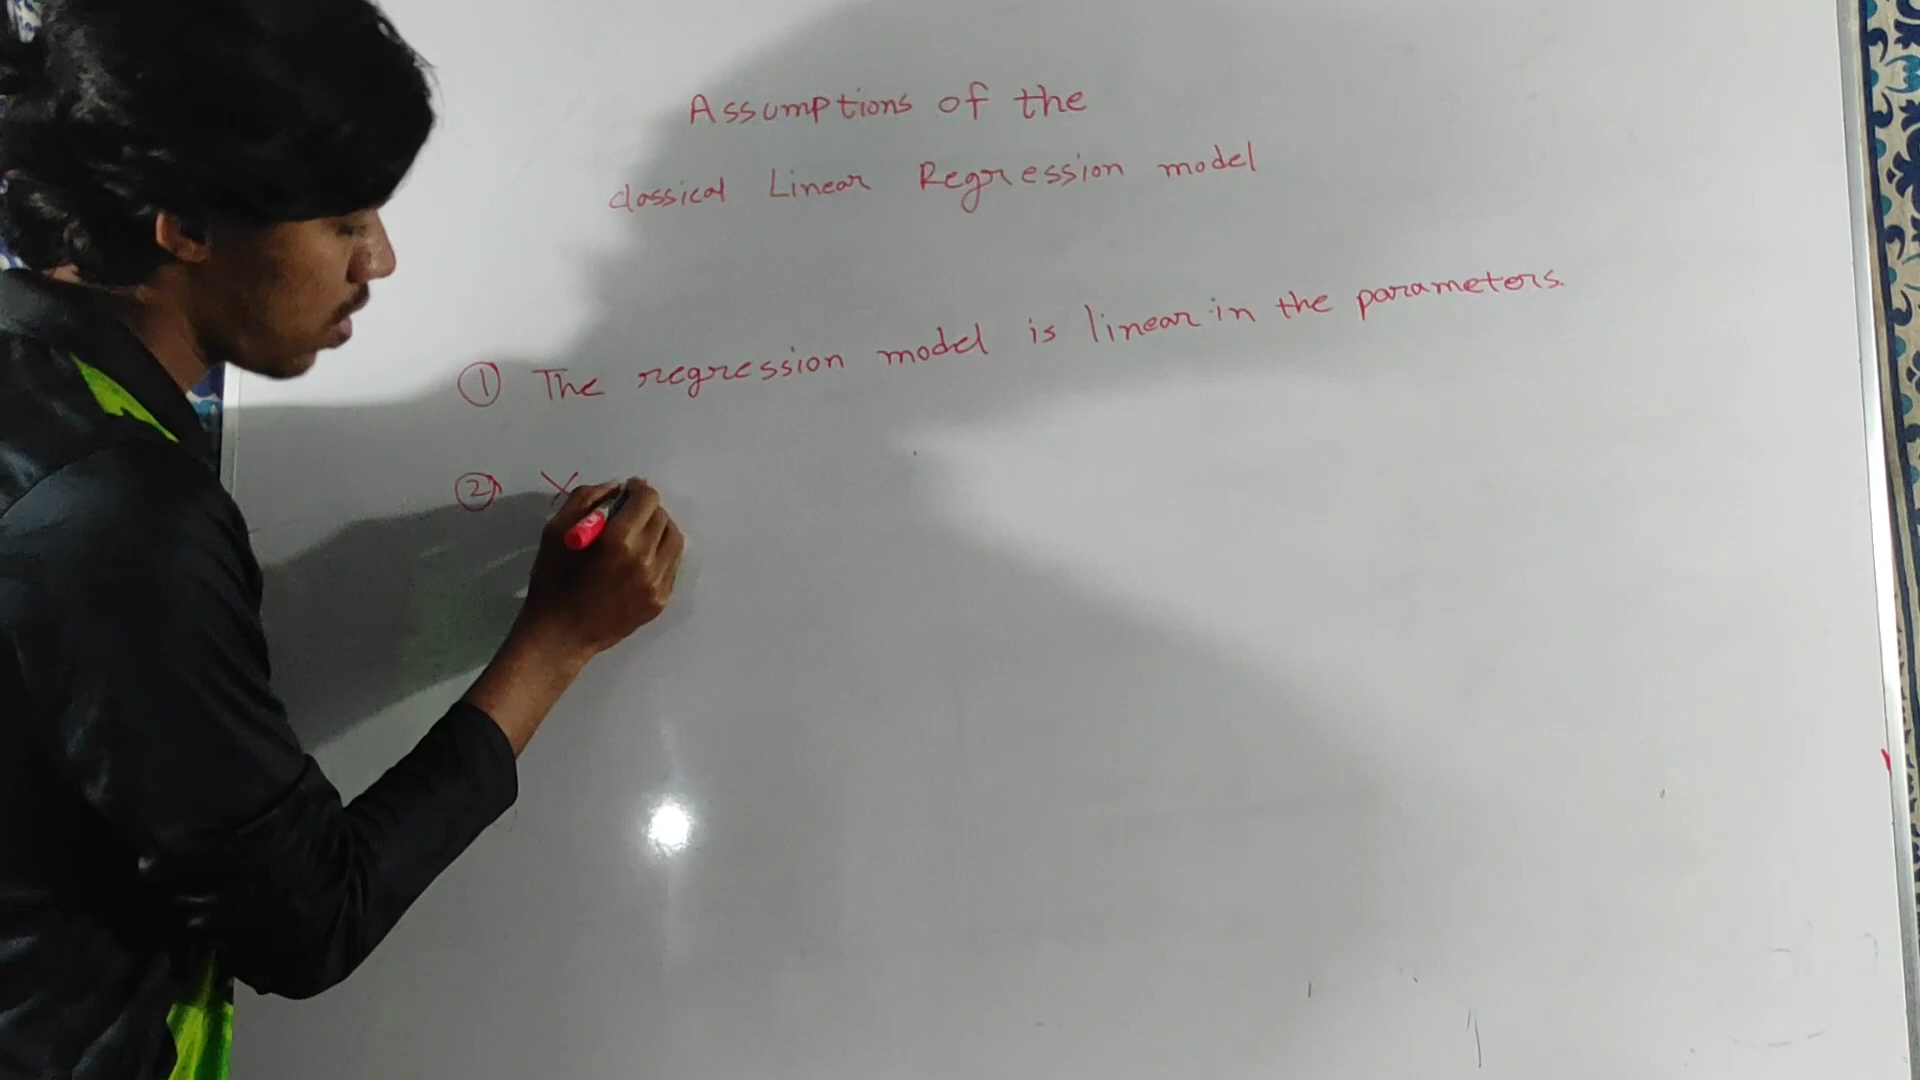 Assumptions of the
classical Linear Regression model
① The regression model is linear in the parameters.
② X